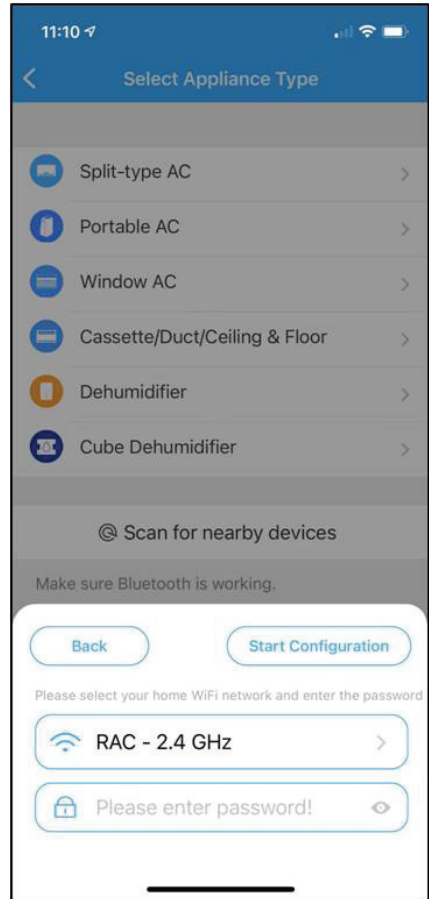 11:10
Select Appliance Type
Split-type AC
Portable AC
Window AC
Cassette/Duct/Ceiling & Floor
Dehumidifier
Cube Dehumidifier
Scan for nearby devices
Make sure Bluetooth is working.
Back
Start Configuration
Please select your home WiFi network and enter the password
RAC - 2.4 GHz
Please enter password!